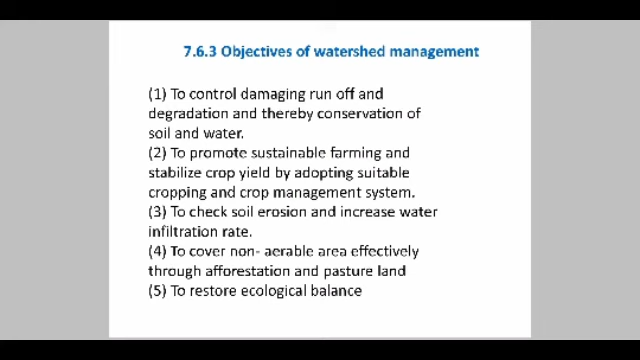 7.6.3 Objectives of watershed management
(1) To control damaging run off and
degradation and thereby conservation of
soil and water.
(2) To promote sustainable farming and
stabilize crop yield by adopting suitable
cropping and crop management system.
(3) To check soil erosion and increase water
infiltration rate.
(4) To cover non- aerable area effectively
through afforestation and pasture land
(5) To restore ecological balance